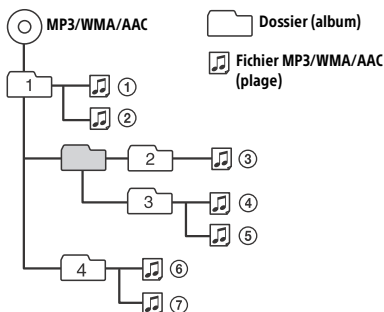 MP3/WMA/AAC
Dossier (album)
Fichier MP3/WMA/AAC
(plage)
1
①
②
2
③
3
④
⑤
4
⑥
⑦